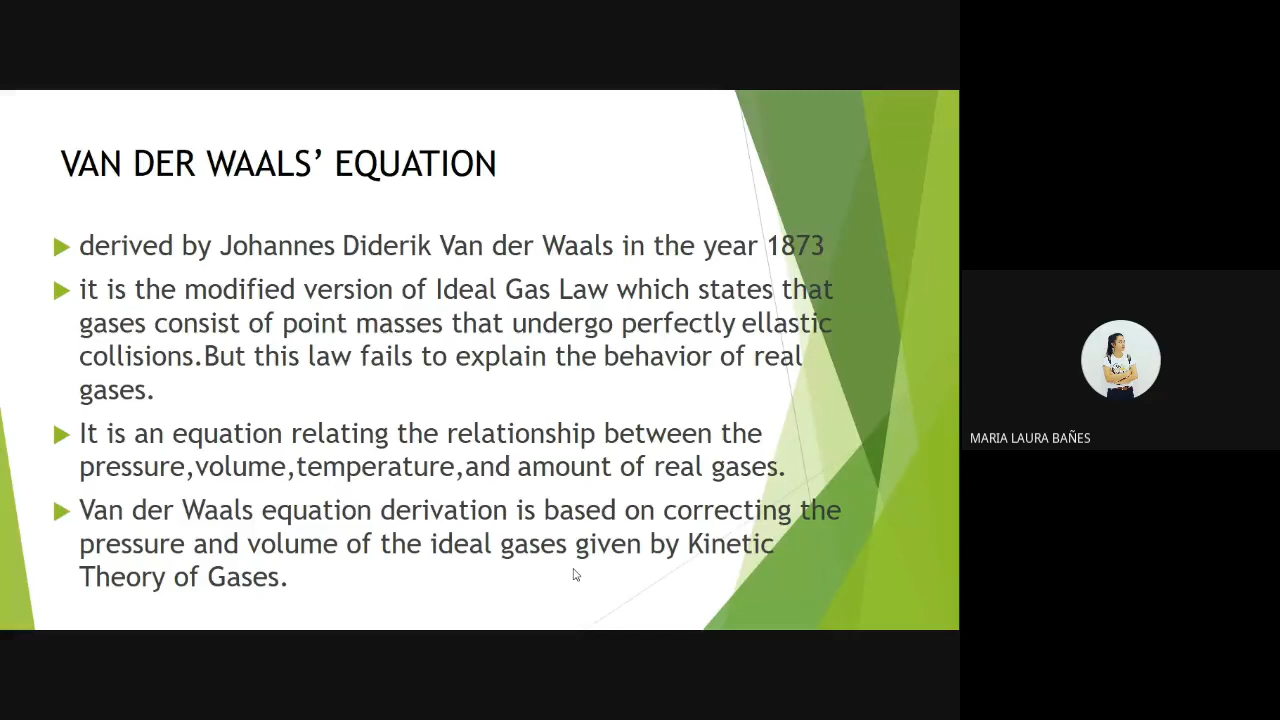 VAN DER WAALS’ EQUATION
derived by Johannes Diderik Van der Waals in the year 1873
it is the modified version of Ideal Gas Law which states that
gases consist of point masses that undergo perfectly ellastic
collisions.But this law fails to explain the behavior of real
gases.
It is an equation relating the relationship between the
pressure,volume,temperature,and amount of real gases.
Van der Waals equation derivation is based on correcting the
pressure and volume of the ideal gases given by Kinetic
Theory of Gases.
MARIA LAURA BAÑES